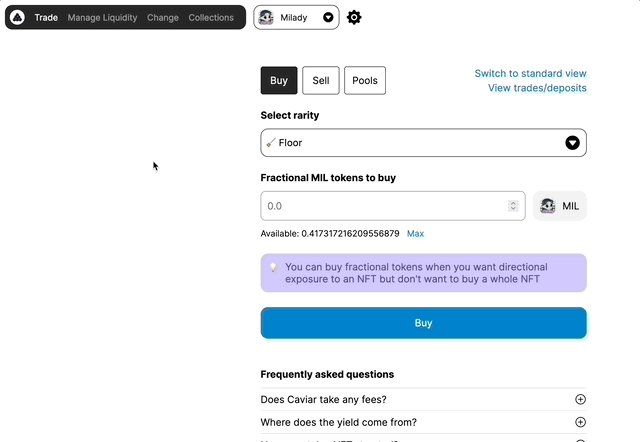 Trade Manage Liquidity Change Collections Milady
Buy Sell Pools
Switch to standard view
View trades/deposits
Select rarity
Floor
Fractional MIL tokens to buy
0.0 MIL
Available: 0.417317216209556879 Max
You can buy fractional tokens when you want directional
exposure to an NFT but don't want to buy a whole NFT
Buy
Frequently asked questions
Does Caviar take any fees?
Where does the yield come from?